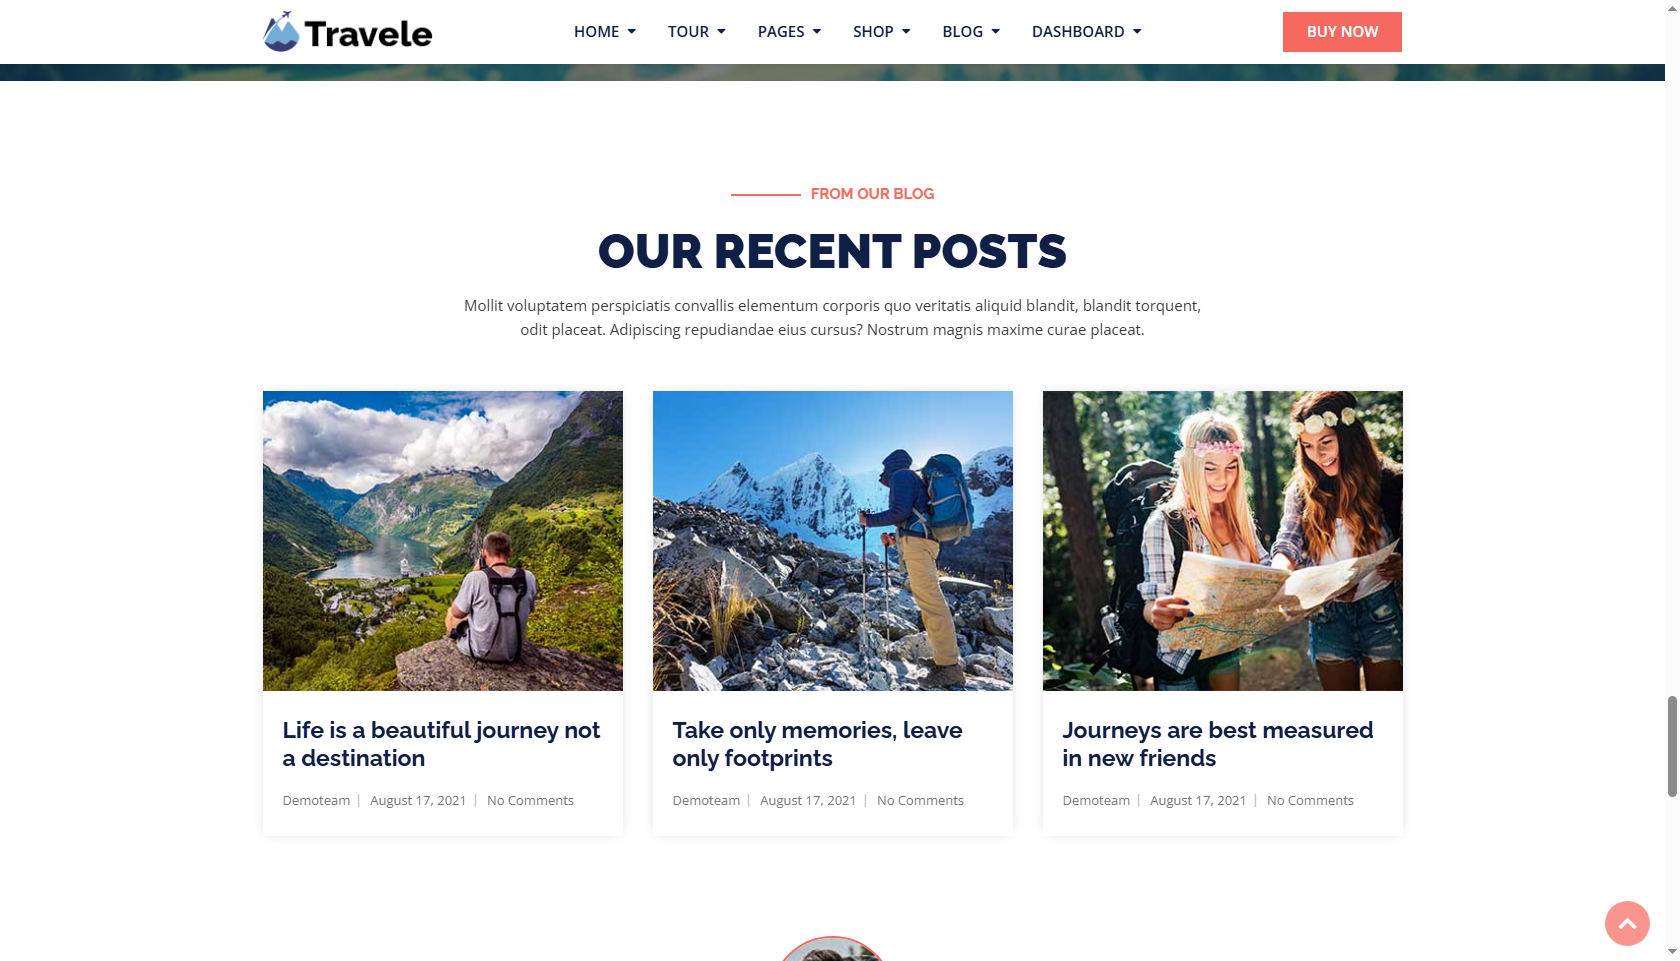 Travele
HOME
TOUR
PAGES
SHOP
BLOG
DASHBOARD
BUY NOW
FROM OUR BLOG
OUR RECENT POSTS
Mollit voluptatem perspiciatis convallis elementum corporis quo veritatis aliquid blandit, blandit torquent,
odit placeat. Adipiscing repudiandae eius cursus? Nostrum magnis maxime curae placeat.
Life is a beautiful journey not
a destination
Demoteam | August 17, 2021 | No Comments
Take only memories, leave
only footprints
Demoteam | August 17, 2021 | No Comments
Journeys are best measured
in new friends
Demoteam | August 17, 2021 | No Comments